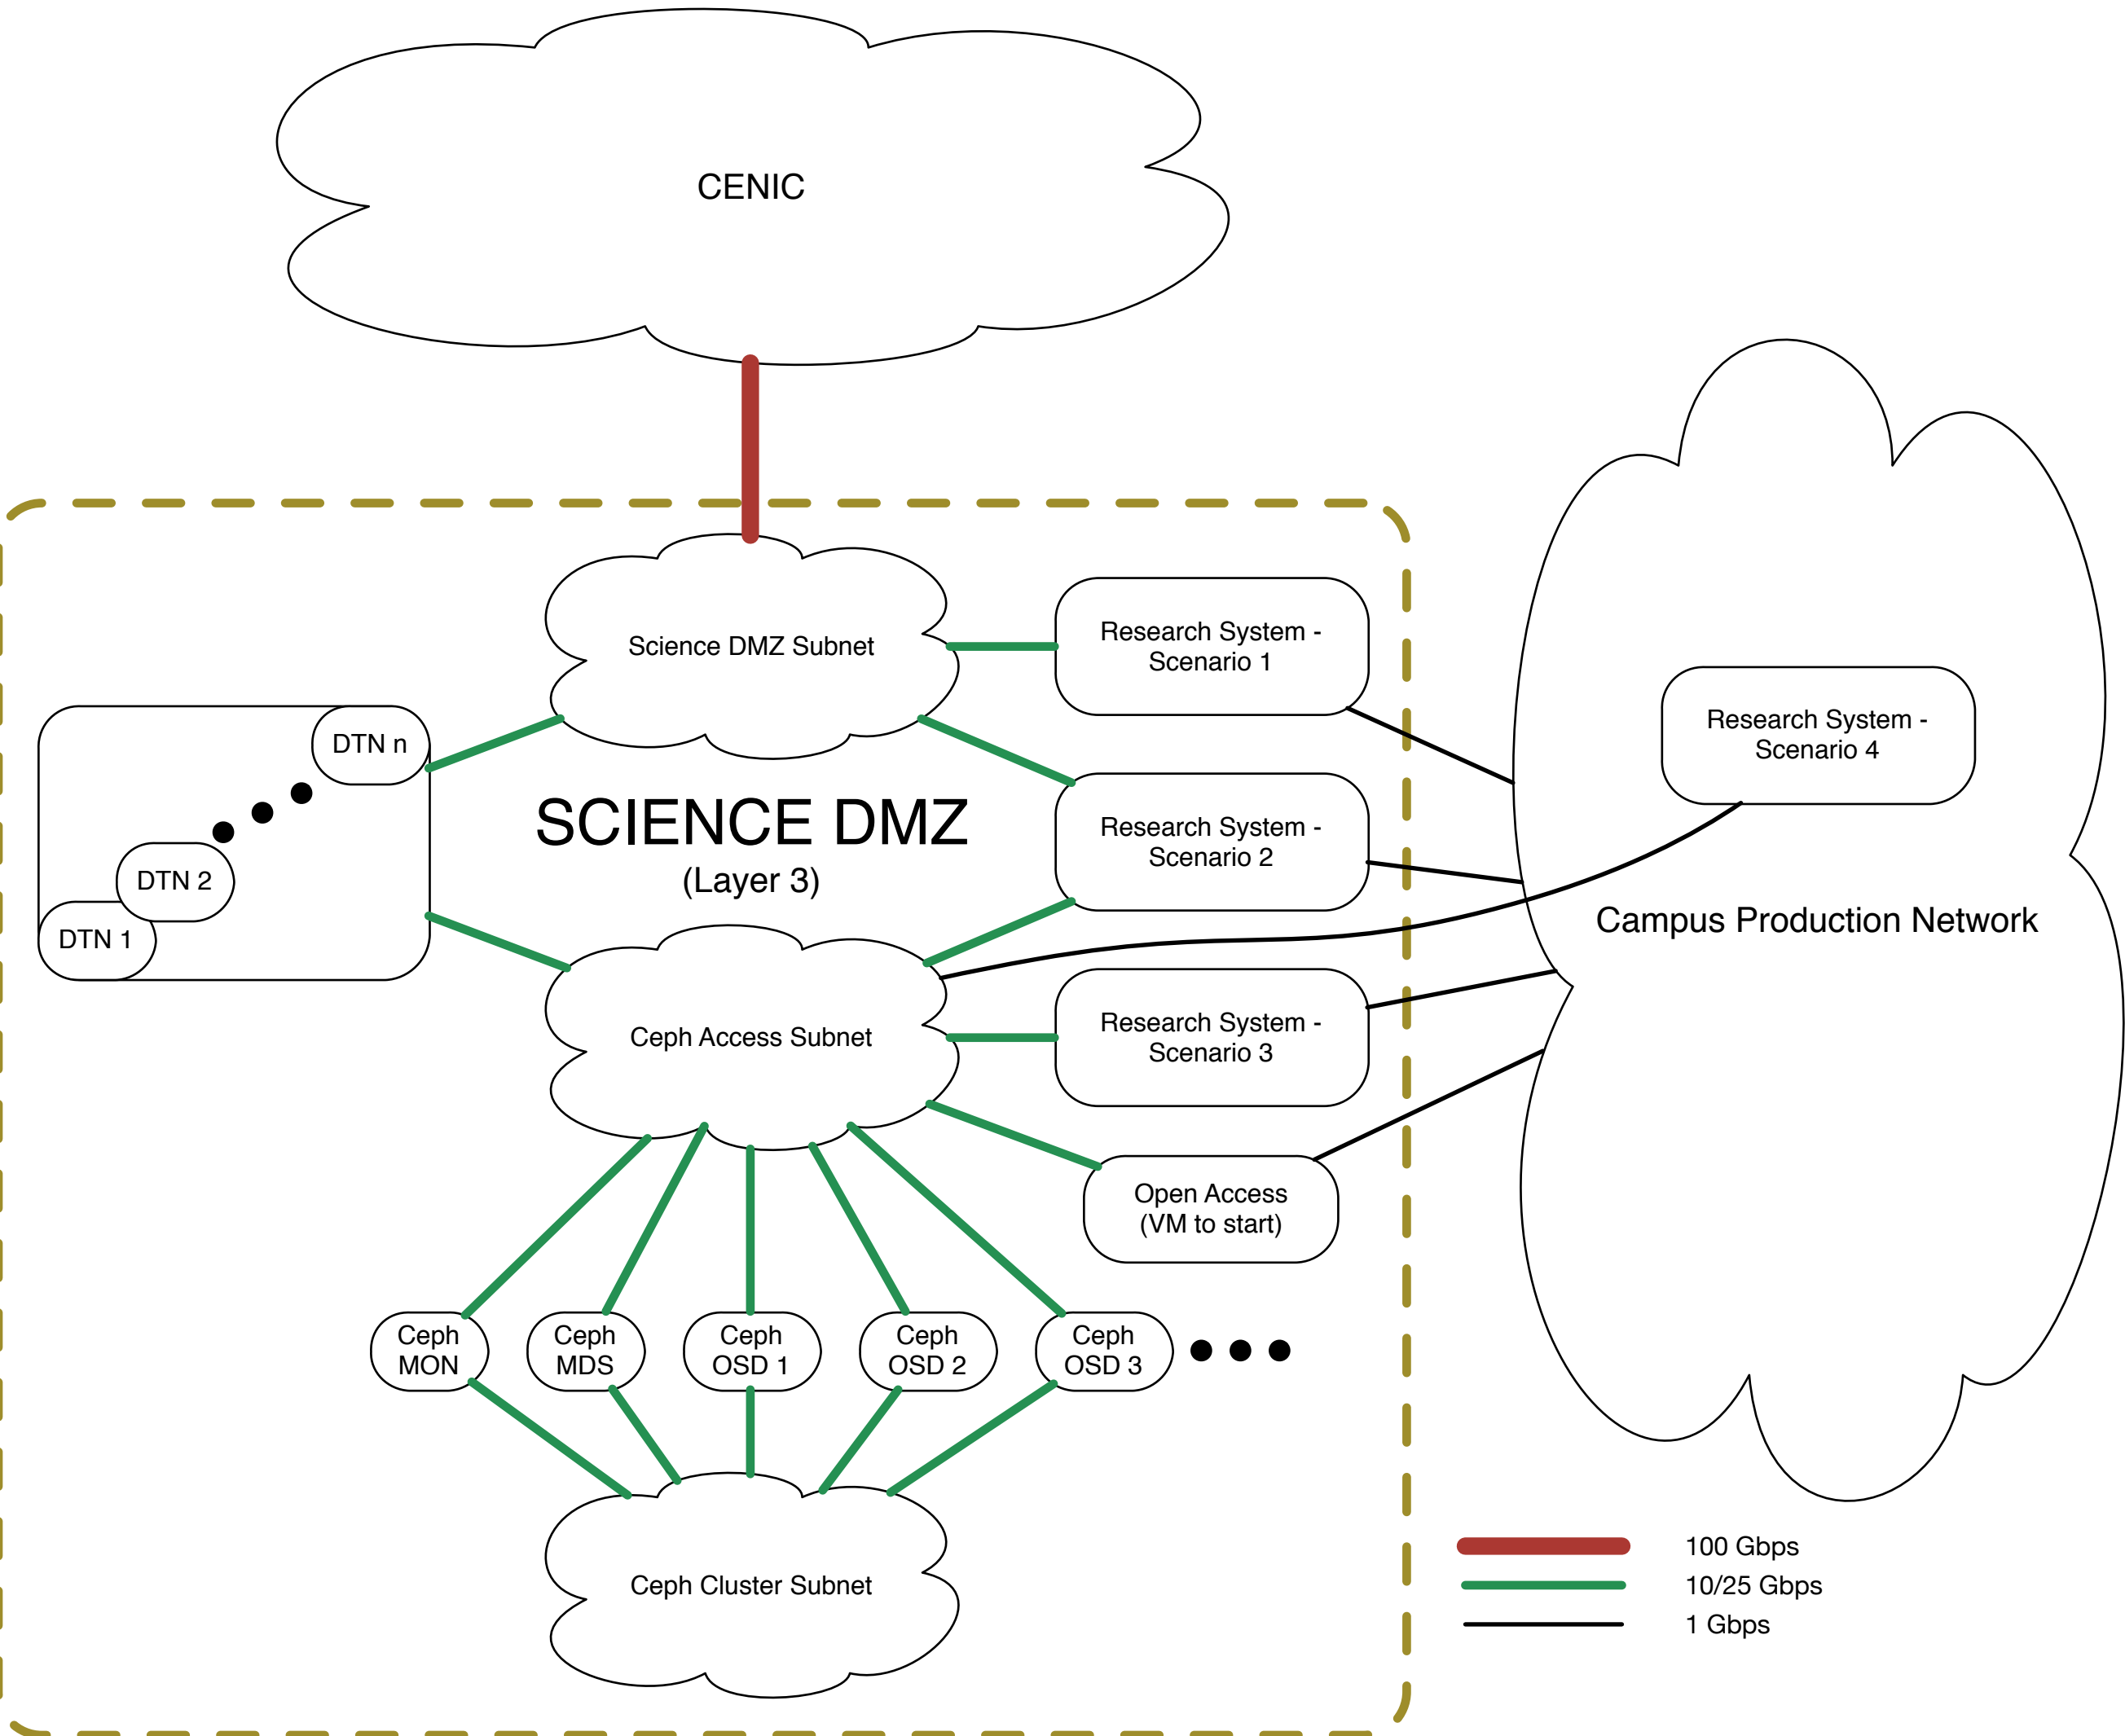 CENIC
Science DMZ Subnet
Research System -
Scenario 1
Research System -
Scenario 4
DTN n
DTN 2
DTN 1
SCIENCE DMZ
(Layer 3)
Research System -
Scenario 2
Campus Production Network
Ceph Access Subnet
Research System -
Scenario 3
Open Access
(VM to start)
Ceph
MON
Ceph
MDS
Ceph
OSD 1
Ceph
OSD 2
Ceph
OSD 3
Ceph Cluster Subnet
100 Gbps
10/25 Gbps
1 Gbps